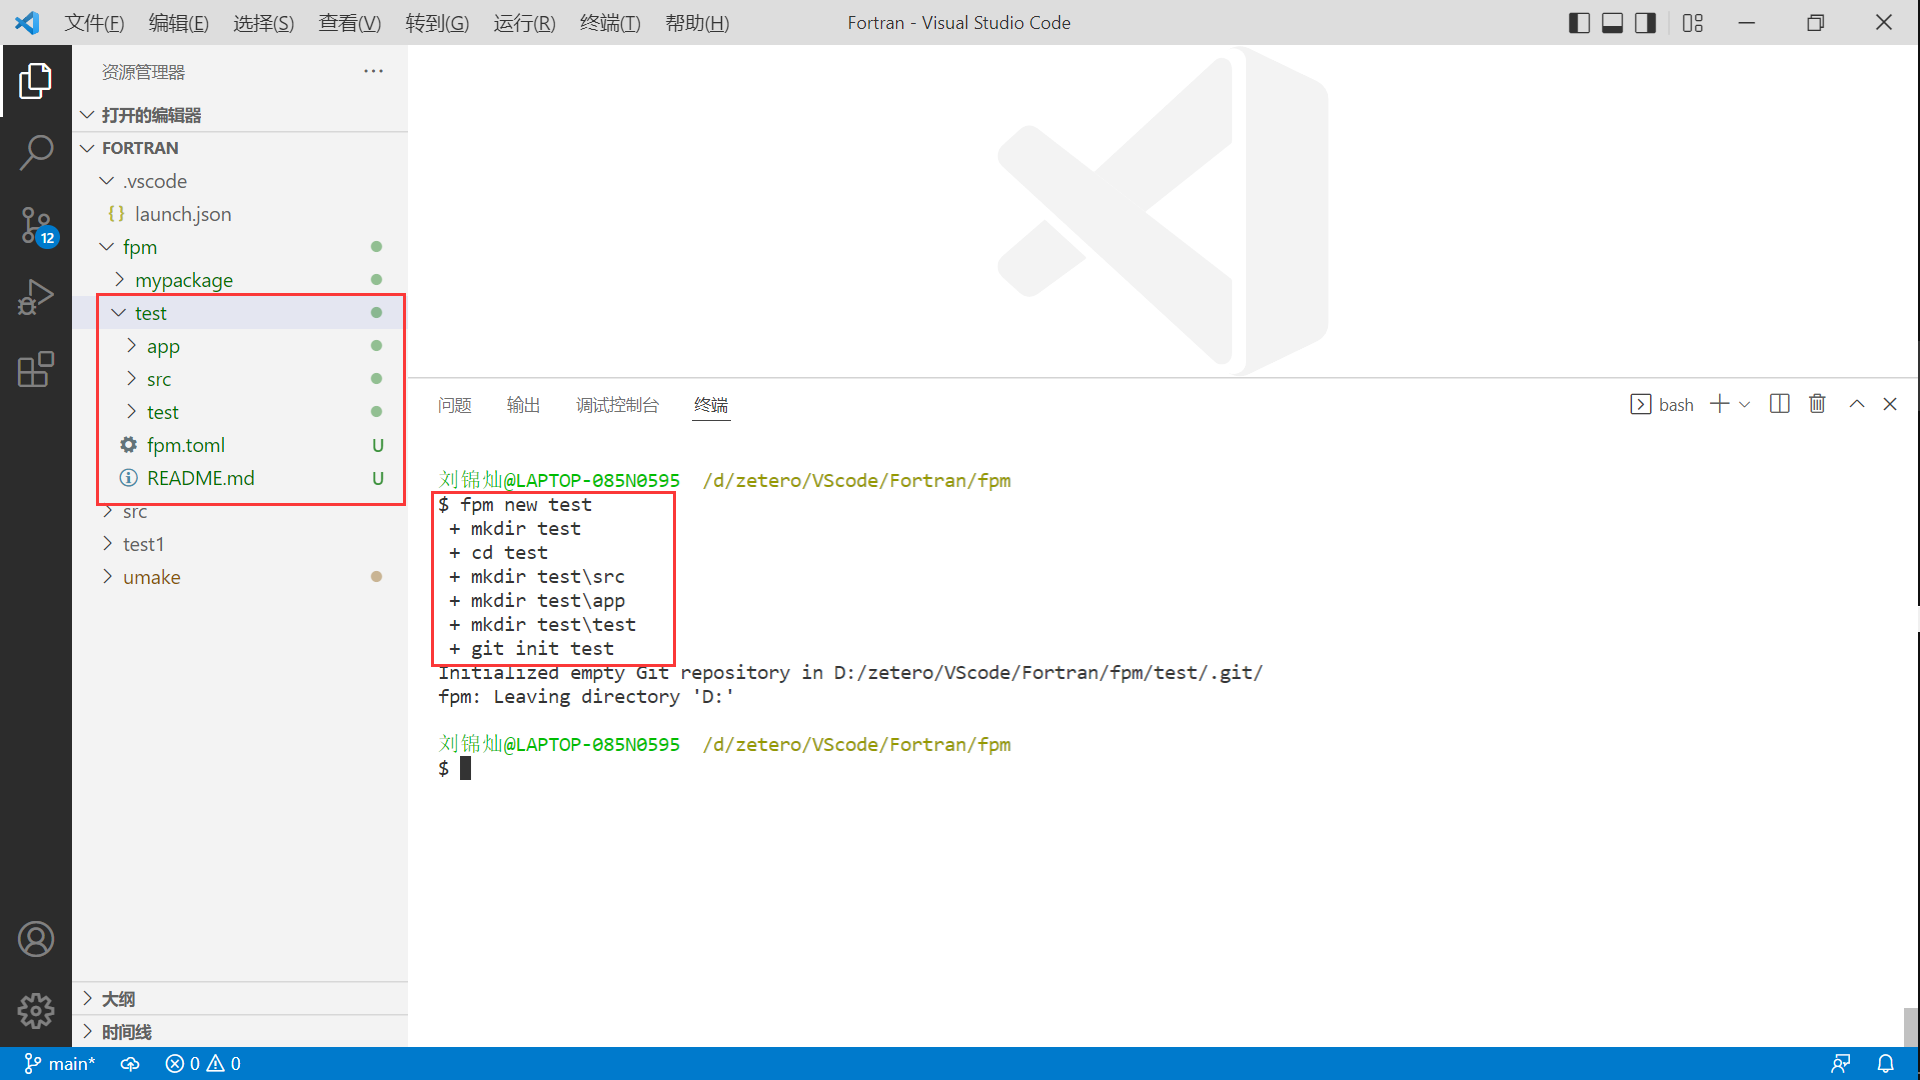 文件(F) 编辑(E) 选择(S) 查看(V) 转到(G) 运行(R) 终端(T) 帮助(H) Fortran - Visual Studio Code
资源管理器 ···
打开的编辑器
FORTRAN
.vscode
{} launch.json
12
fpm
mypackage
test
app
src
test
fpm.toml U
README.md U
src
test1
umake
大纲
时间线
问题 输出 调试控制台 终端 bash
刘锦灿@LAPTOP-085N0595 /d/zetero/VScode/Fortran/fpm
$ fpm new test
+ mkdir test
+ cd test
+ mkdir test\src
+ mkdir test\app
+ mkdir test\test
+ git init test
Initialized empty Git repository in D:/zetero/VScode/Fortran/fpm/test/.git/
fpm: Leaving directory 'D:'
刘锦灿@LAPTOP-085N0595 /d/zetero/VScode/Fortran/fpm
$
main* 0 0